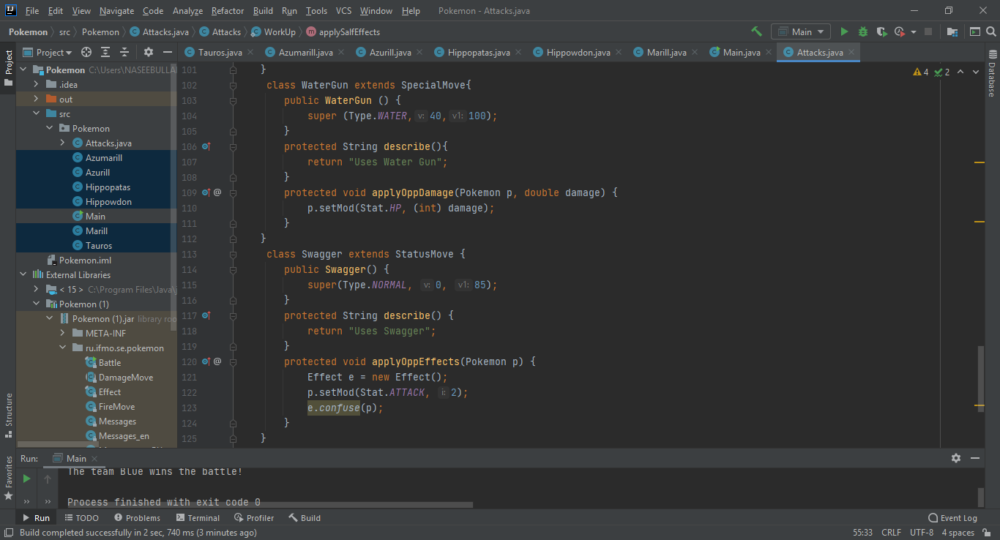 File Edit View Navigate Code Analyze Refactor Build Run Tools VCS Window Help Pokemon - Attacks.java
Pokemon src Pokemon Attacks.java Attacks WorkUp applySalfEffects Main
Project Tauros.java Azumarill.java Azurill.java Hippopatas.java Hippowdon.java Marill.java Main.java Attacks.java
Project
Database
Structure
Favorites
Pokemon C:\Users\NASEEBULLA
.idea
out
src
Pokemon
Attacks.java
Azumarill
Azurill
Hippopatas
Hippowdon
Main
Marill
Tauros
Pokemon.iml
External Libraries
< 15 > C:\Program Files\Java\j
Pokemon (1)
Pokemon (1).jar library roo
META-INF
ru.ifmo.se.pokemon
Battle
DamageMove
Effect
FireMove
Messages
Messages_en
4 2
101 }
102 class WaterGun extends SpecialMove{
103 public WaterGun () {
104 super (Type.WATER, v: 40, v1: 100);
105 }
106 protected String describe(){
107 return "Uses Water Gun";
108 }
109 @ protected void applyOppDamage(Pokemon p, double damage) {
110 p.setMod(Stat.HP, (int) damage);
111 }
112 }
113 class Swagger extends StatusMove {
114 public Swagger() {
115 super(Type.NORMAL, v: 0, v1: 85);
116 }
117 protected String describe() {
118 return "Uses Swagger";
119 }
120 @ protected void applyOppEffects(Pokemon p) {
121 Effect e = new Effect();
122 p.setMod(Stat.ATTACK, i: 2);
123 e.confuse(p);
124 }
125 }
Run: Main
The team Blue wins the battle!
Process finished with exit code 0
Run TODO Problems Terminal Profiler Build Event Log
Build completed successfully in 2 sec, 740 ms (3 minutes ago) 55:33 CRLF UTF-8 4 spaces